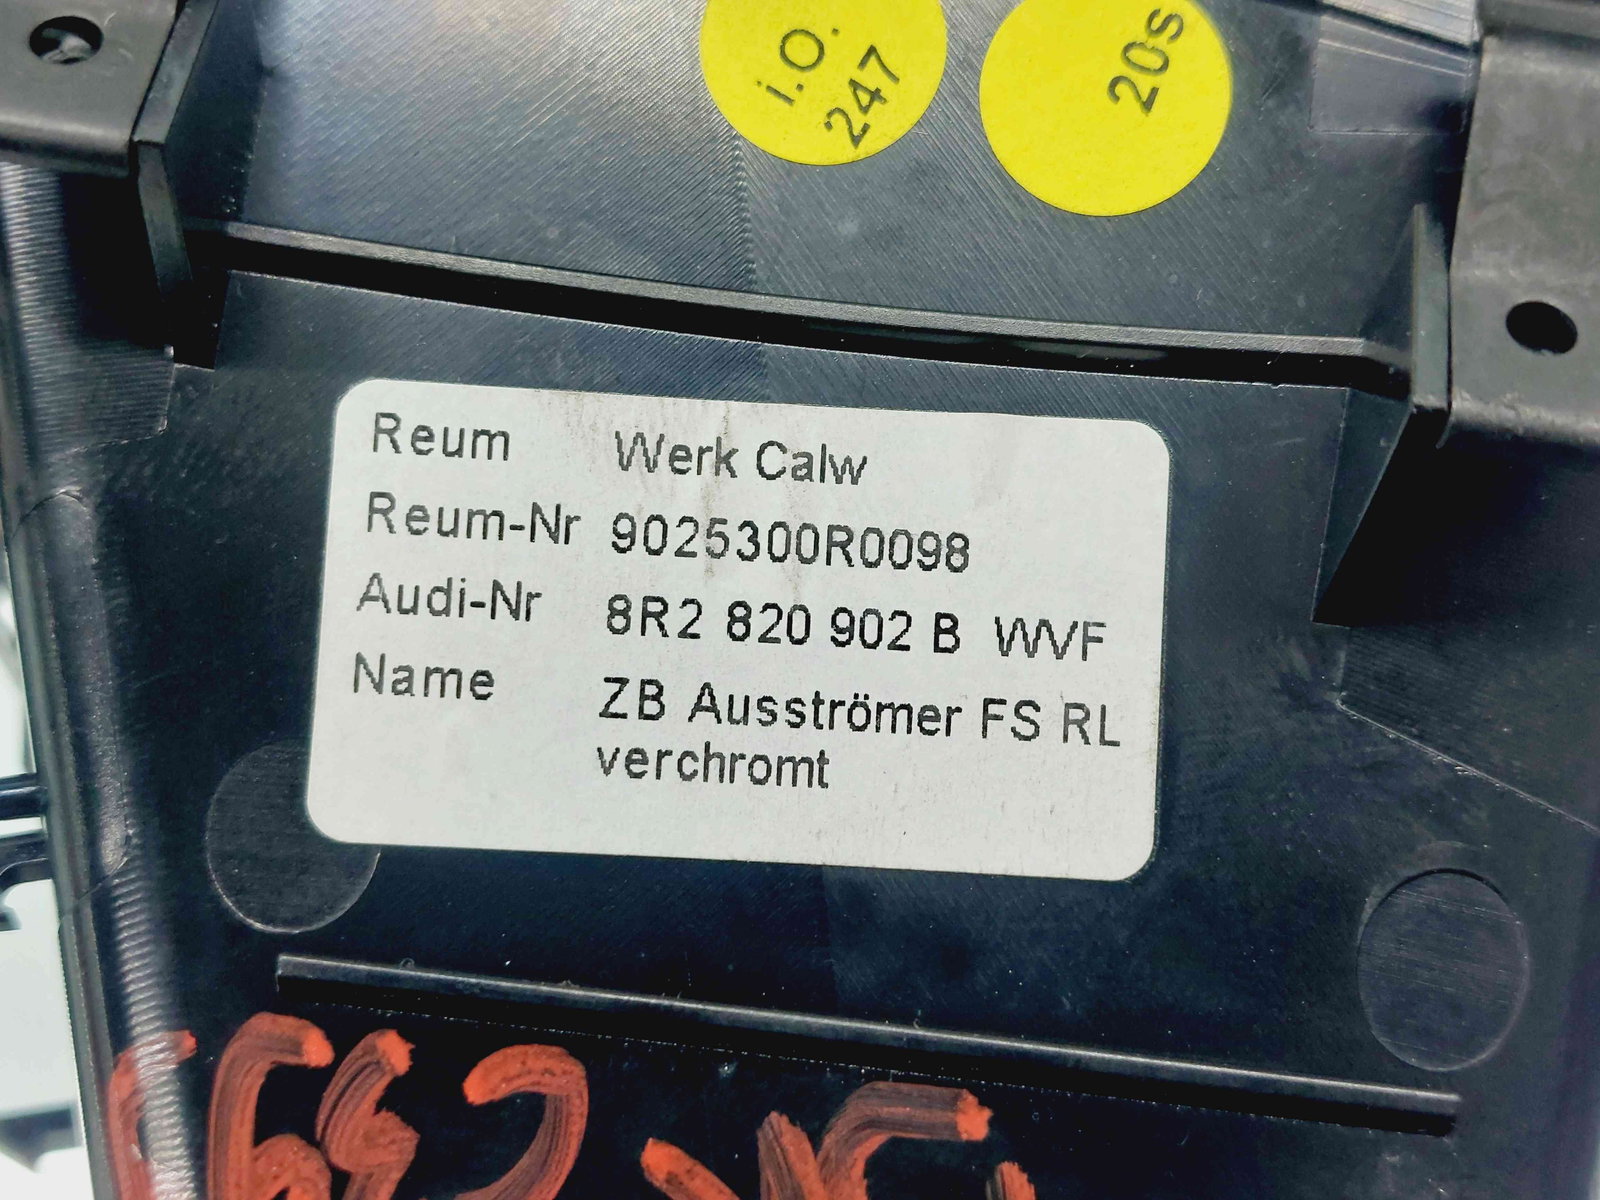 i.O.
247
20s
Reum Werk Calw
Reum-Nr 9025300R0098
Audi-Nr 8R2 820 902 B WVF
Name ZB Ausströmer FS RL
verchromt